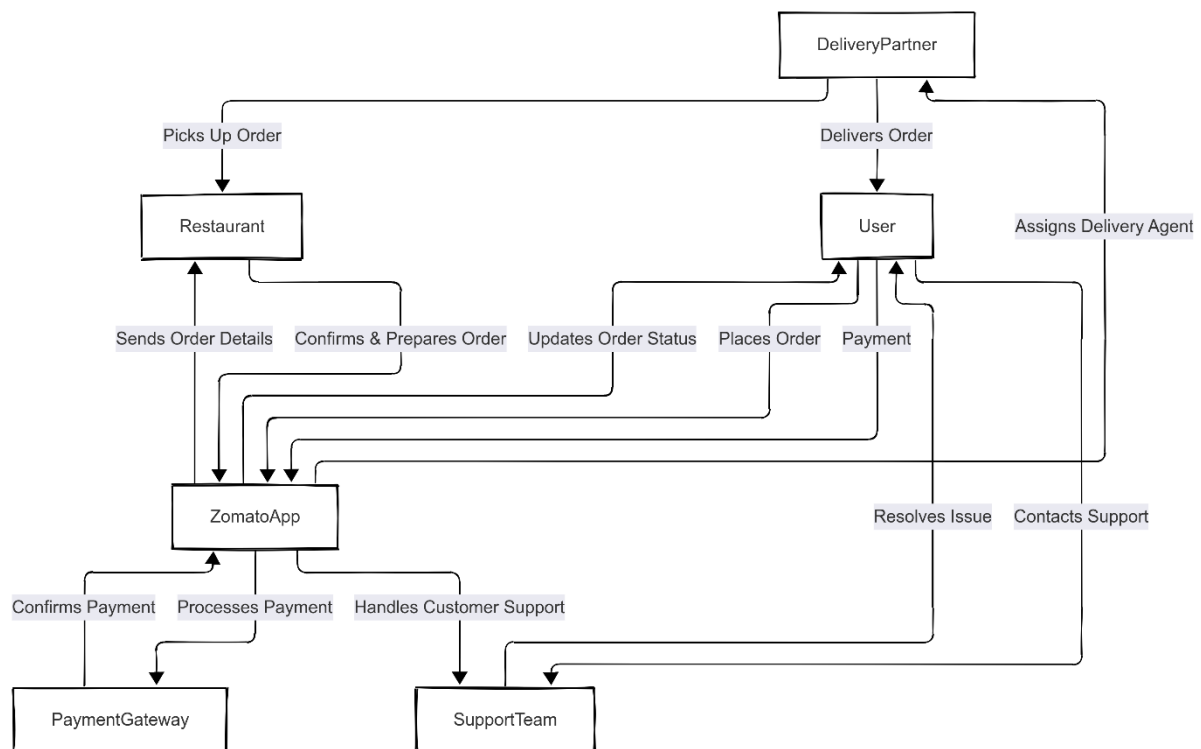 DeliveryPartner
Picks Up Order
Delivers Order
Restaurant
User
Assigns Delivery Agent
Sends Order Details
Confirms & Prepares Order
Updates Order Status
Places Order
Payment
ZomatoApp
Resolves Issue
Contacts Support
Confirms Payment
Processes Payment
Handles Customer Support
PaymentGateway
SupportTeam